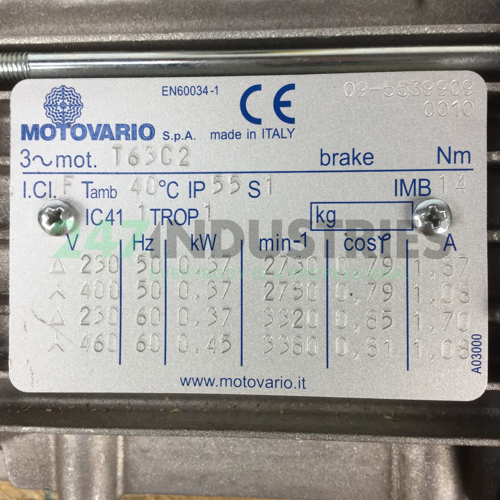 EN60034-1 CE 09-5539909
0010
MOTOVARIO S.p.A. made in ITALY
3~mot. T63C2 brake Nm
I.Cl. F Tamb 40°C IP 55 S1 IMB 14
IC41 1 TROP 1 kg
247INDUSTRIES
V Hz kW min-1 cosφ A
△ 230 50 0,37 2730 0,79 1,87
⅄ 400 50 0,37 2730 0,79 1,08
△ 230 60 0,37 3320 0,85 1,70
⅄ 460 60 0,45 3380 0,81 1,08
A03000
www.motovario.it